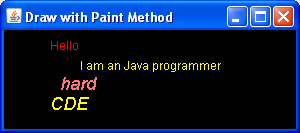 Draw with Paint Method
Hello
I am an Java programmer
hard
CDE